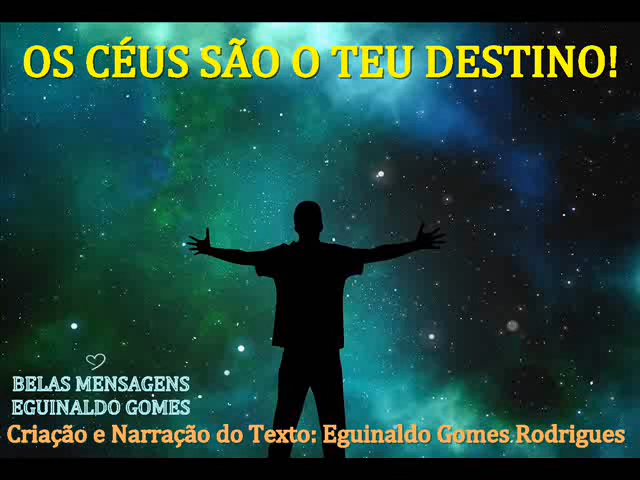 OS CÉUS SÃO O TEU DESTINO!
BELAS MENSAGENS
EGUINALDO GOMES
Criação e Narração do Texto: Eguinaldo Gomes Rodrigues